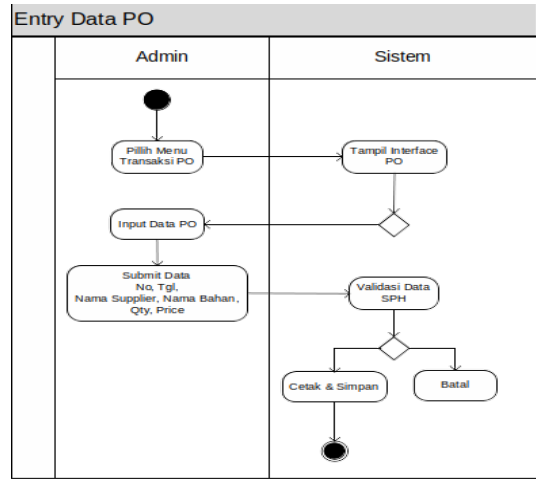 Entry Data PO
Admin
Sistem
Pillih Menu
Transaksi PO
Tampil Interface
PO
Input Data PO
Submit Data
No, Tgl,
Nama Supplier, Nama Bahan,
Qty, Price
Validasi Data
SPH
Cetak & Simpan
Batal